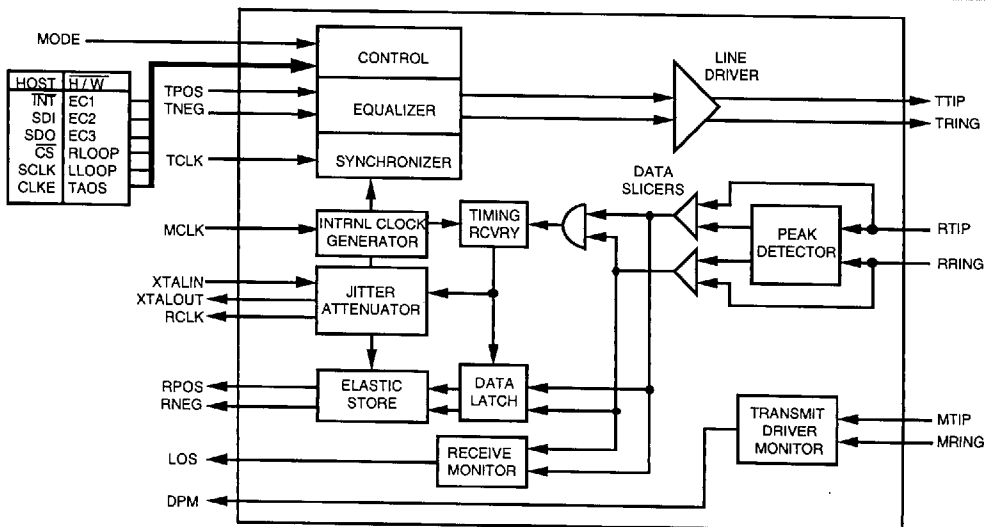 MODE
HOST H/W
INT EC1
SDI EC2
SDO EC3
CS RLOOP
SCLK LLOOP
CLKE TAOS
TPOS
TNEG
TCLK
CONTROL
EQUALIZER
SYNCHRONIZER
LINE
DRIVER
TTIP
TRING
DATA
SLICERS
MCLK
INTRNL CLOCK
GENERATOR
TIMING
RCVRY
PEAK
DETECTOR
RTIP
RRING
XTALIN
XTALOUT
RCLK
JITTER
ATTENUATOR
RPOS
RNEG
ELASTIC
STORE
DATA
LATCH
TRANSMIT
DRIVER
MONITOR
MTIP
MRING
LOS
RECEIVE
MONITOR
DPM